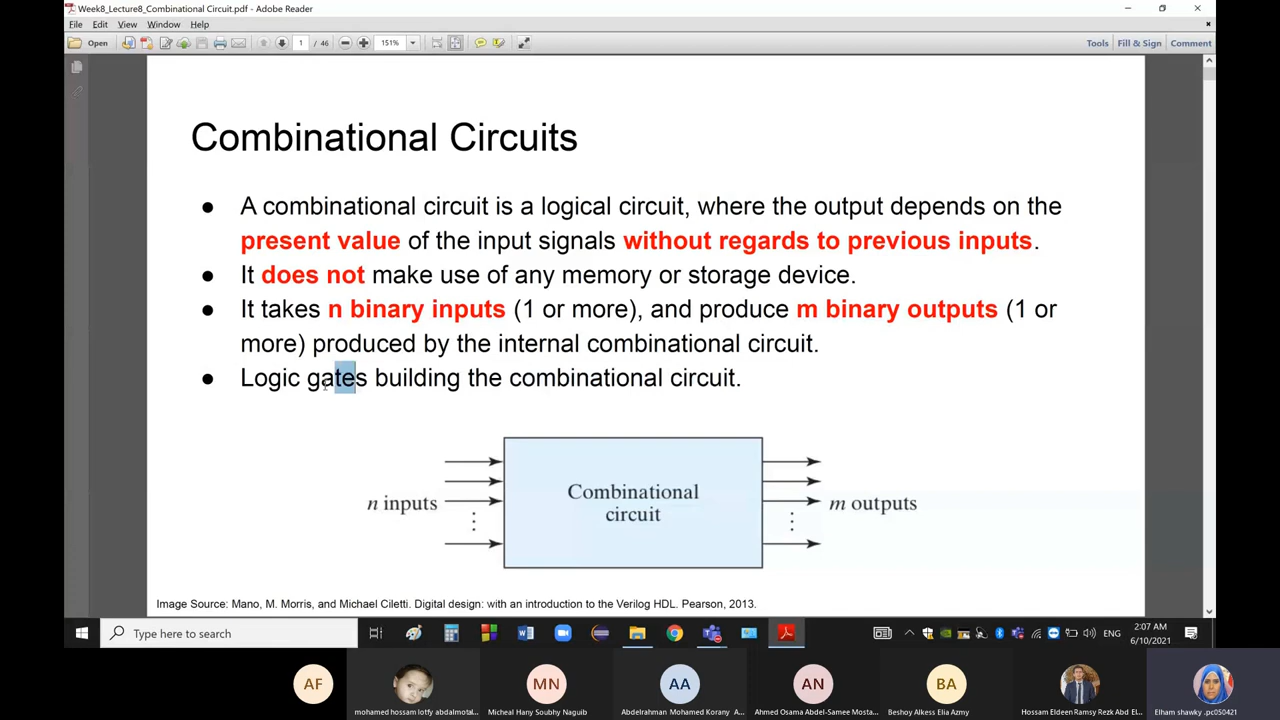 Week8_Lecture8_Combinational Circuit.pdf - Adobe Reader
File Edit View Window Help
Open 1 / 46 151% Tools Fill & Sign Comment
Combinational Circuits
● A combinational circuit is a logical circuit, where the output depends on the
present value of the input signals without regards to previous inputs.
● It does not make use of any memory or storage device.
● It takes n binary inputs (1 or more), and produce m binary outputs (1 or
more) produced by the internal combinational circuit.
● Logic gates building the combinational circuit.
n inputs
Combinational
circuit
m outputs
Image Source: Mano, M. Morris, and Michael Ciletti. Digital design: with an introduction to the Verilog HDL. Pearson, 2013.
Type here to search
ENG
2:07 AM
6/10/2021
AF MN AA AN BA
mohamed hossam lotfy abdalmotal...
Micheal Hany Soubhy Naguib
Abdelrahman Mohamed Korany A...
Ahmed Osama Abdel-Samee Mosta...
Beshoy Alkess Elia Azmy
Hossam Eldeen Ramsy Rezk Abd El...
Elham shawky .pc050421